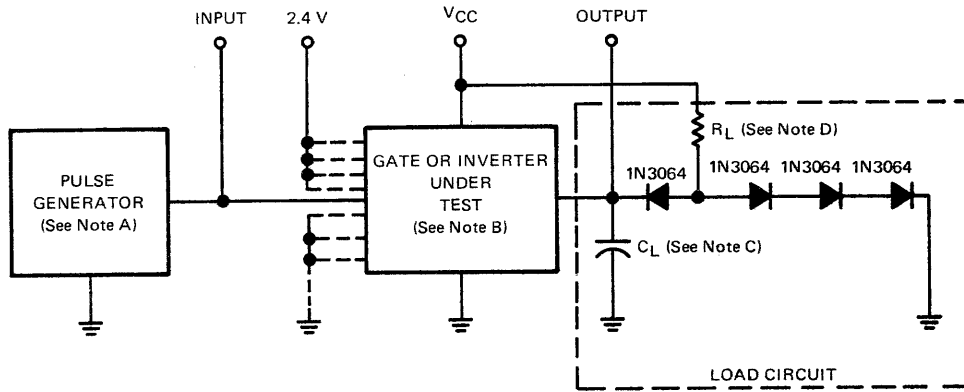 INPUT
2.4 V
VCC
OUTPUT
PULSE
GENERATOR
(See Note A)
GATE OR INVERTER
UNDER
TEST
(See Note B)
RL (See Note D)
1N3064
1N3064
1N3064
1N3064
CL (See Note C)
LOAD CIRCUIT